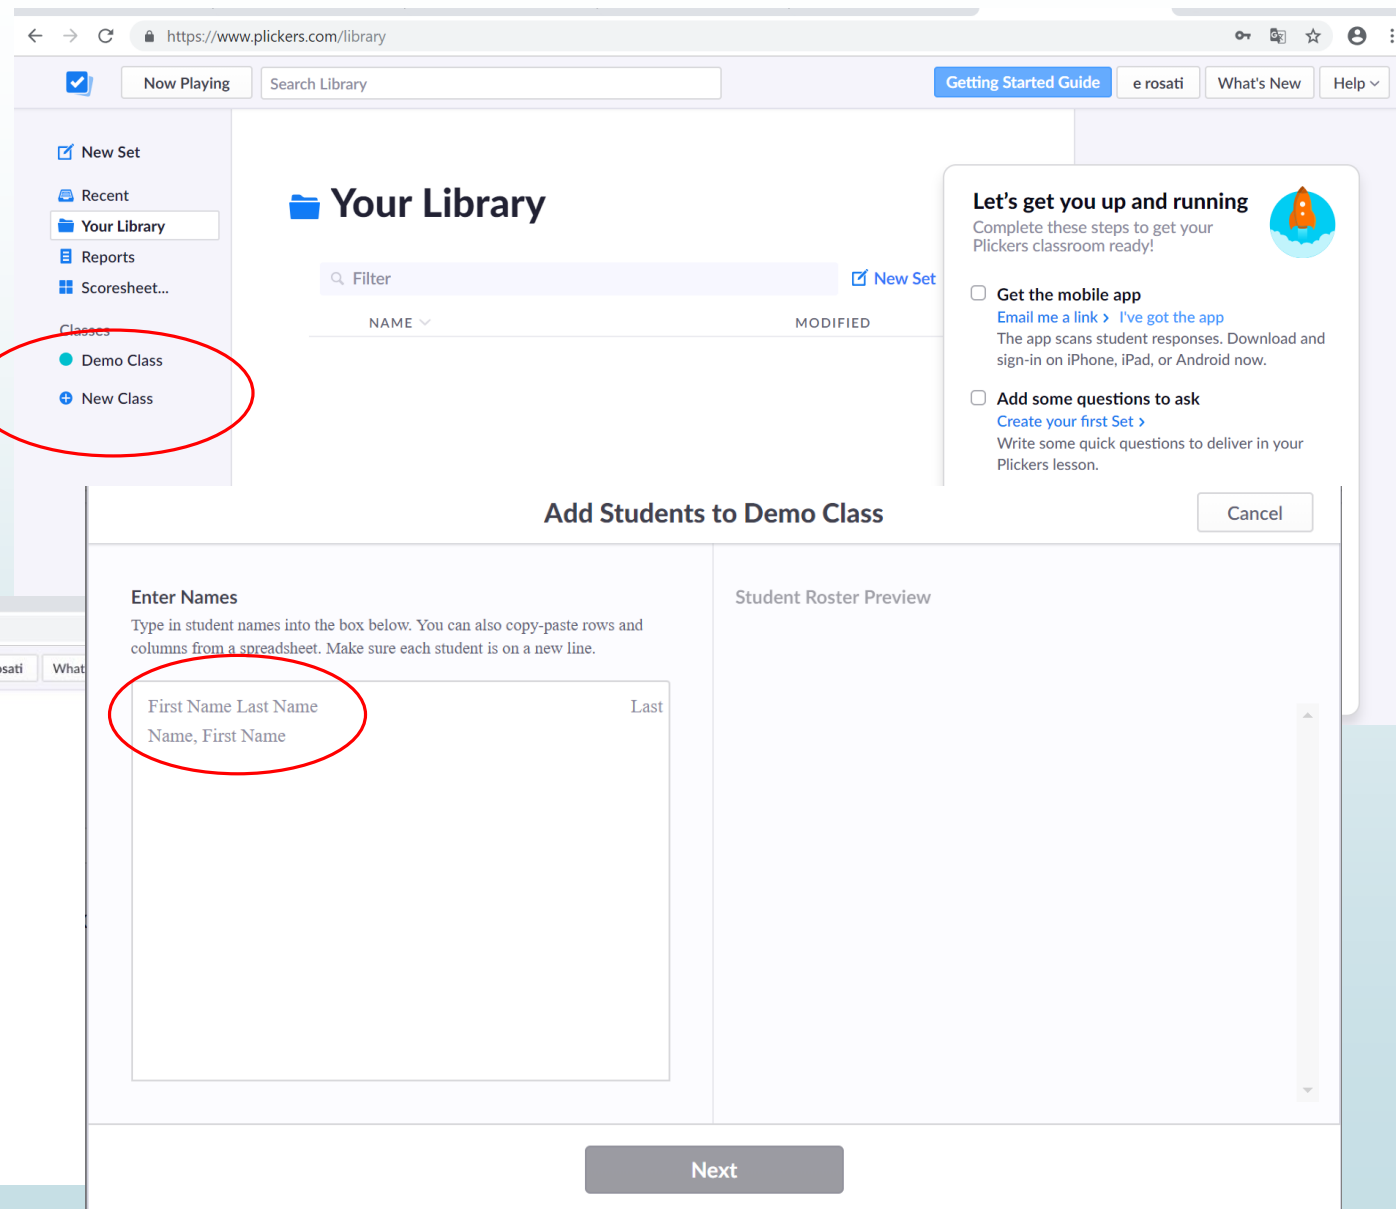 https://www.plickers.com/library
Now Playing
Search Library
Getting Started Guide
e rosati
What's New
Help
New Set
Recent
Your Library
Reports
Scoresheet...
Classes
Demo Class
New Class
Your Library
Filter
New Set
NAME
MODIFIED
Let's get you up and running
Complete these steps to get your
Plickers classroom ready!
Get the mobile app
Email me a link › I've got the app
The app scans student responses. Download and
sign-in on iPhone, iPad, or Android now.
Add some questions to ask
Create your first Set ›
Write some quick questions to deliver in your
Plickers lesson.
osati
What
Add Students to Demo Class
Cancel
Enter Names
Type in student names into the box below. You can also copy-paste rows and
columns from a spreadsheet. Make sure each student is on a new line.
First Name Last Name Last
Name, First Name
Student Roster Preview
Next